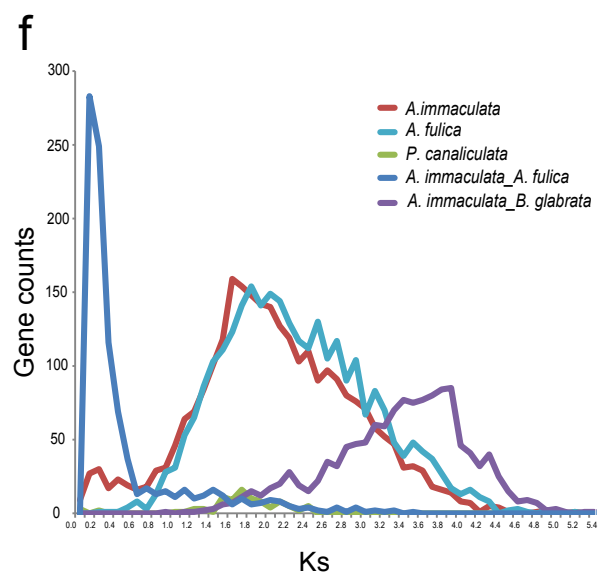 f
300
250
200
150
100
50
0
Gene counts
A.immaculata
A. fulica
P. canaliculata
A. immaculata_A. fulica
A. immaculata_B. glabrata
0.0 0.2 0.4 0.6 0.8 1.0 1.2 1.4 1.6 1.8 2.0 2.2 2.4 2.6 2.8 3.0 3.2 3.4 3.6 3.8 4.0 4.2 4.4 4.6 4.8 5.0 5.2 5.4
Ks